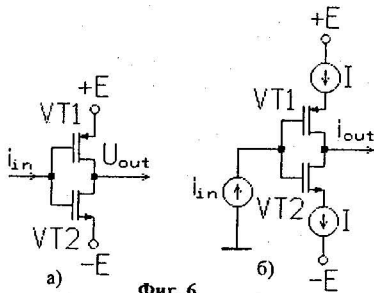 +E
VT1
i_in
U_out
VT2
-E
а)
+E
I
VT1
i_out
i_in
VT2
I
-E
б)
Фиг. 6